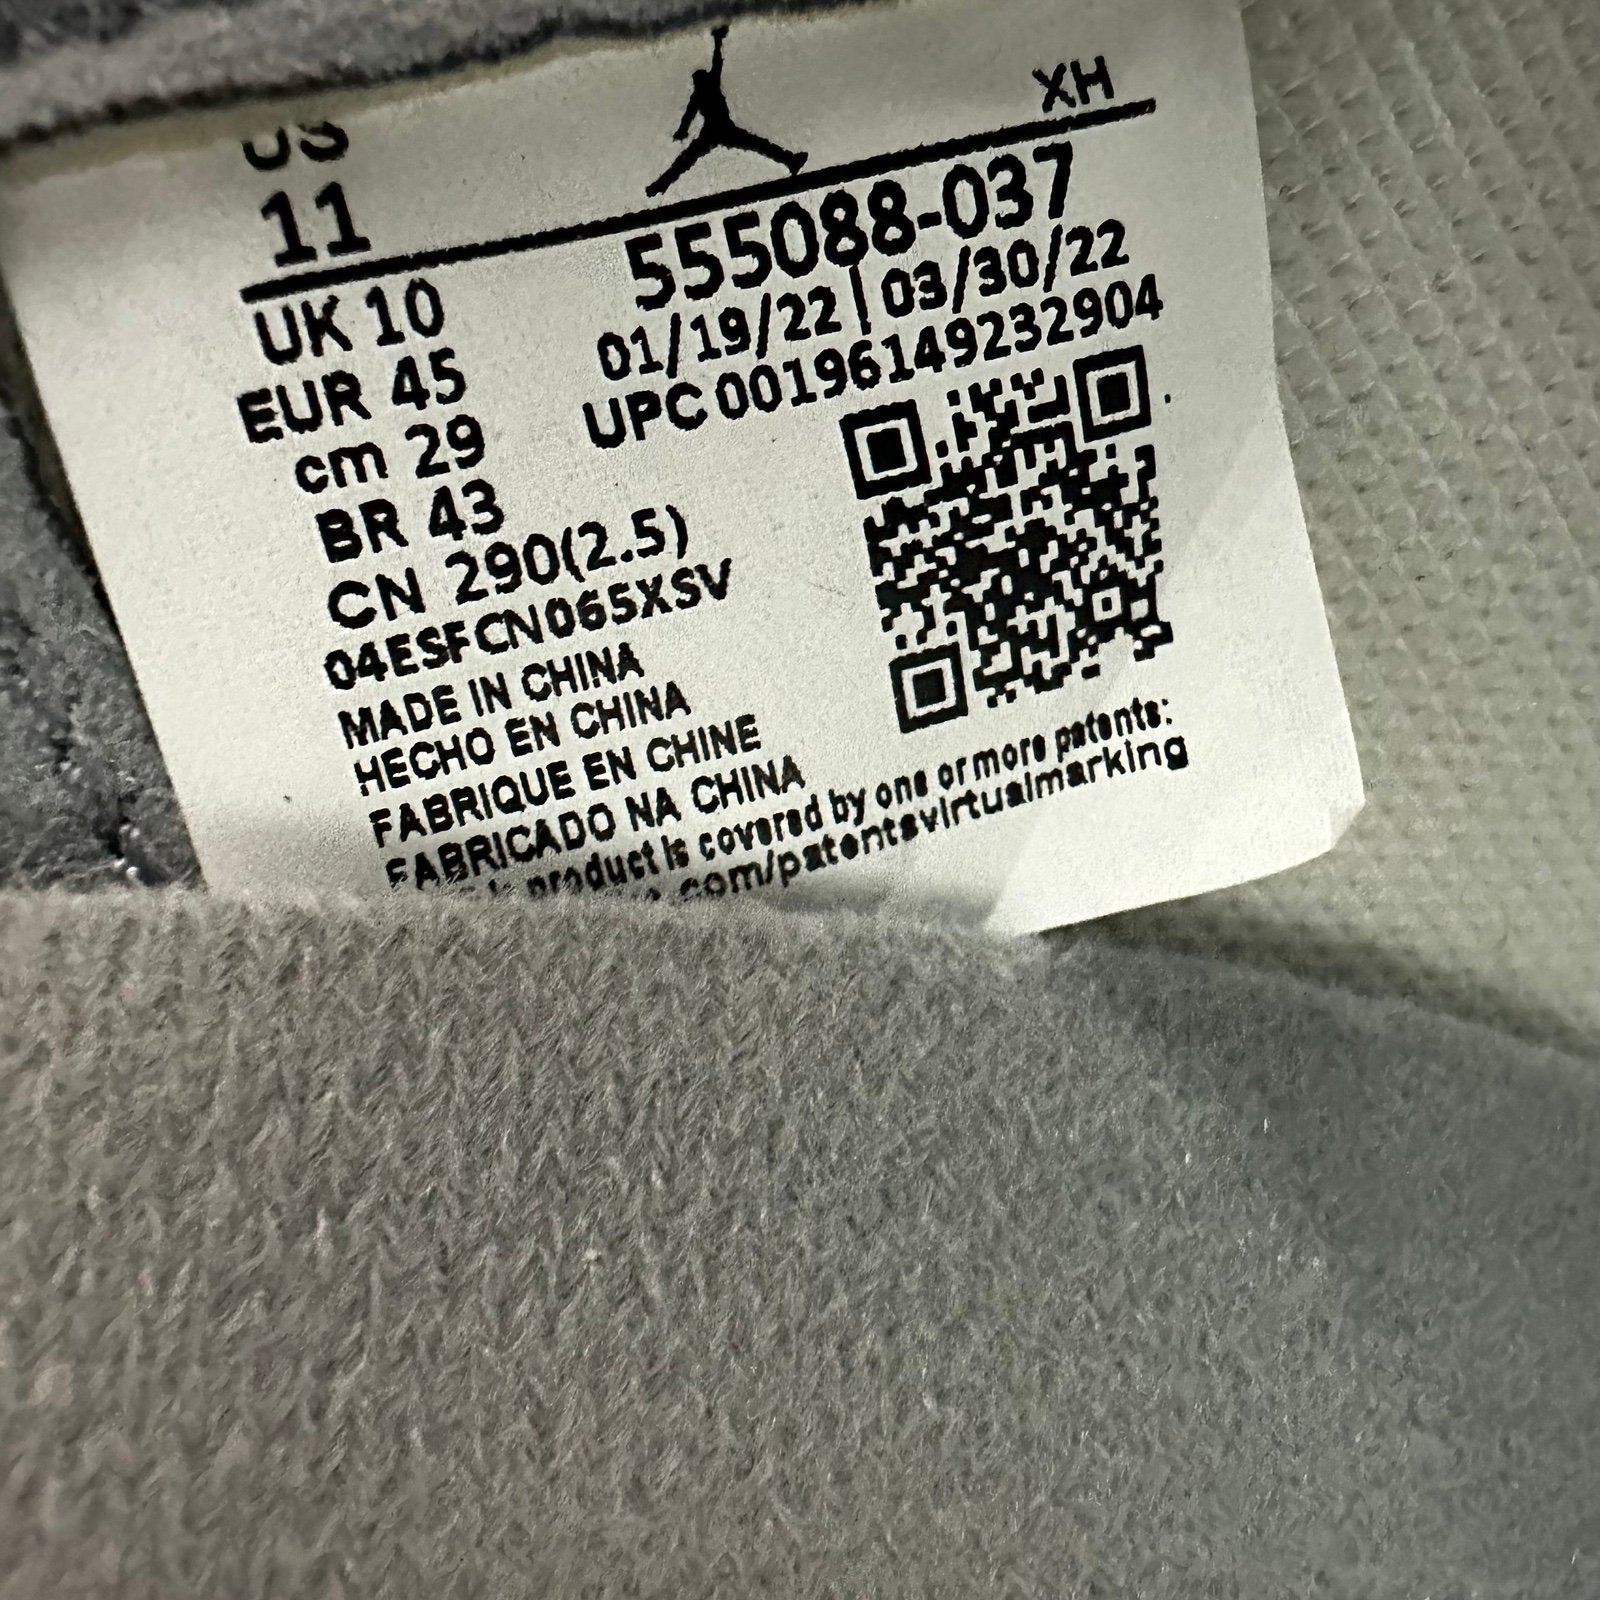 US
11
XH
UK 10
EUR 45
cm 29
BR 43
CN 290(2.5)
04ESFCN065XSV
MADE IN CHINA
HECHO EN CHINA
FABRIQUE EN CHINE
FABRICADO NA CHINA
555088-037
01/19/22 | 03/30/22
UPC 00196149232904
product is covered by one or more patents:
.com/patentsvirtualmarking